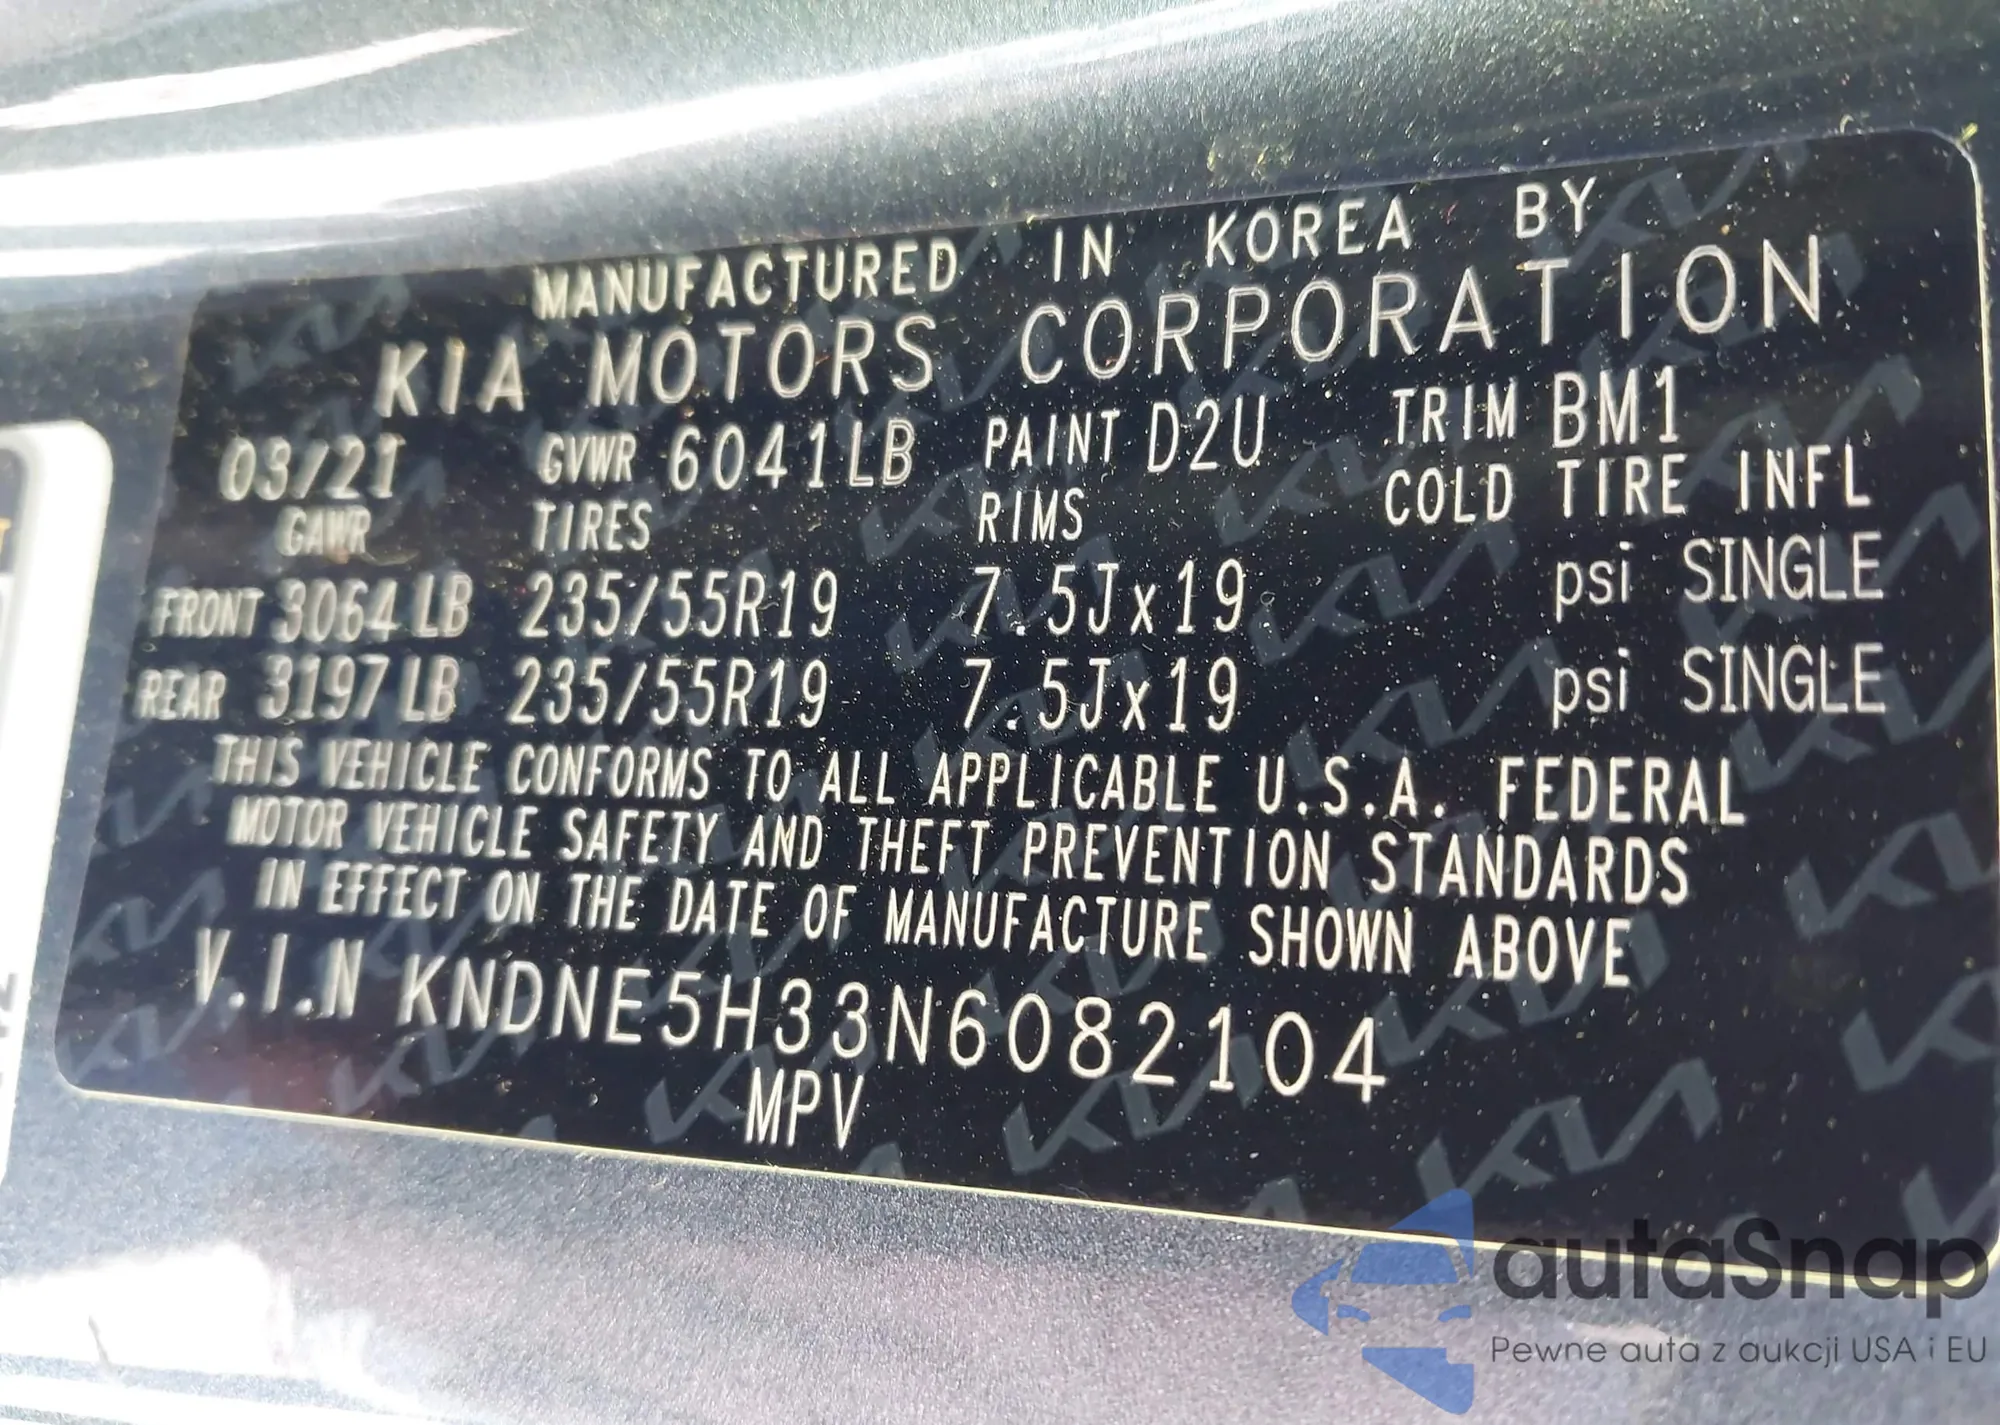 MANUFACTURED IN KOREA BY
KIA MOTORS CORPORATION
03/21 GVWR 6041LB PAINT D2U TRIM BM1
GAWR TIRES RIMS COLD TIRE INFL
FRONT 3064 LB 235/55R19 7.5Jx19 psi SINGLE
REAR 3197 LB 235/55R19 7.5Jx19 psi SINGLE
THIS VEHICLE CONFORMS TO ALL APPLICABLE U.S.A. FEDERAL
MOTOR VEHICLE SAFETY AND THEFT PREVENTION STANDARDS
IN EFFECT ON THE DATE OF MANUFACTURE SHOWN ABOVE
V.I.N KNDNE5H33N6082104
MPV
autaSnap
Pewne auta z aukcji USA i EU